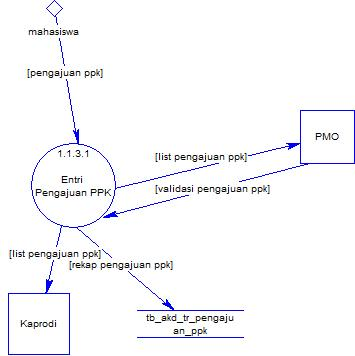 mahasiswa
[pengajuan ppk]
1.1.3.1
Entri
Pengajuan PPK
[list pengajuan ppk]
PMO
[validasi pengajuan ppk]
[list pengajuan ppk]
[rekap pengajuan ppk]
Kaprodi
tb_akd_tr_pengaju
an_ppk